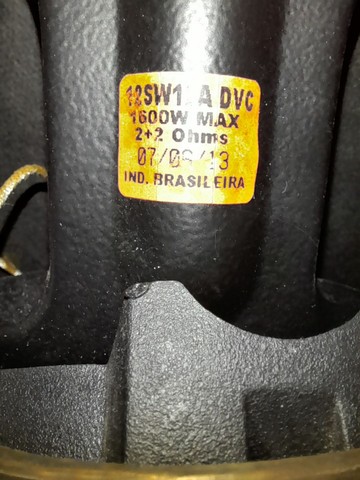 DVC
1600W MAX
2+2 Ohms
07/06/13
IND. BRASILEIRA